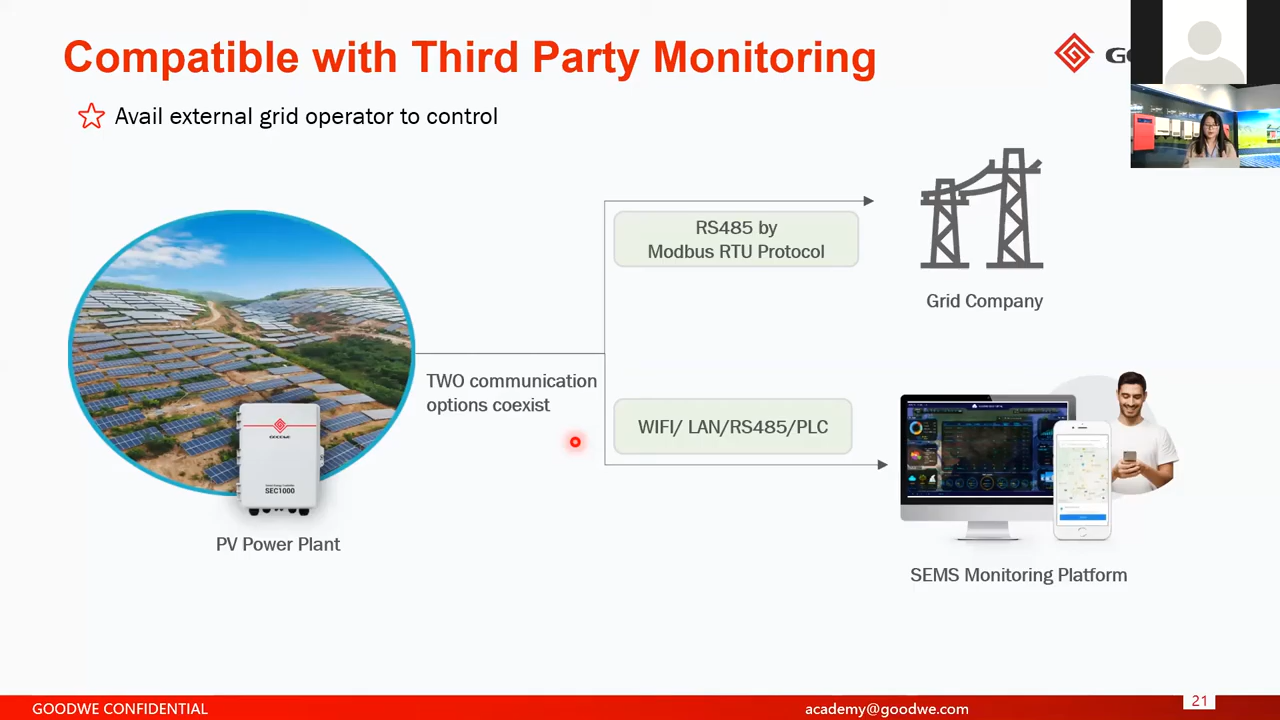 Compatible with Third Party Monitoring
Avail external grid operator to control
RS485 by
Modbus RTU Protocol
Grid Company
TWO communication
options coexist
WIFI/ LAN/RS485/PLC
GOODWE
SEC1000
PV Power Plant
SEMS Monitoring Platform
GOODWE CONFIDENTIAL
academy@goodwe.com
21